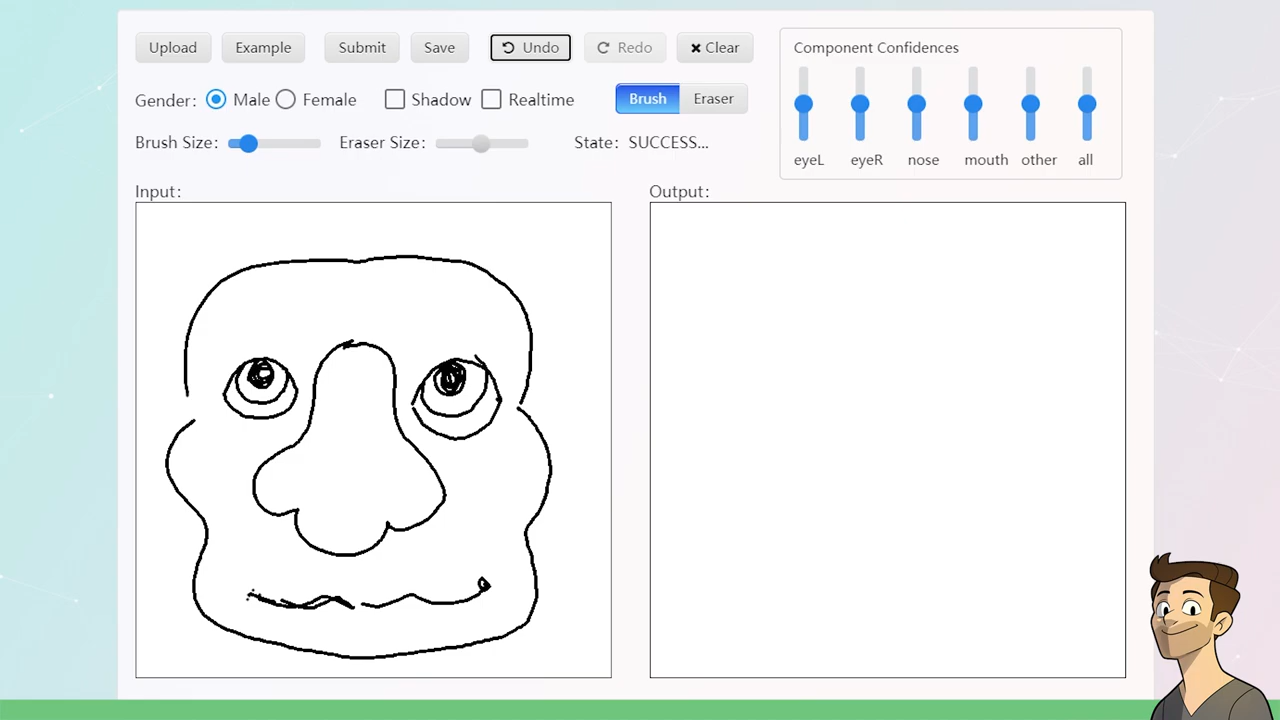 Upload Example Submit Save Undo Redo Clear
Gender: Male Female Shadow Realtime Brush Eraser
Brush Size: Eraser Size: State: SUCCESS...
Component Confidences
eyeL eyeR nose mouth other all
Input: Output: